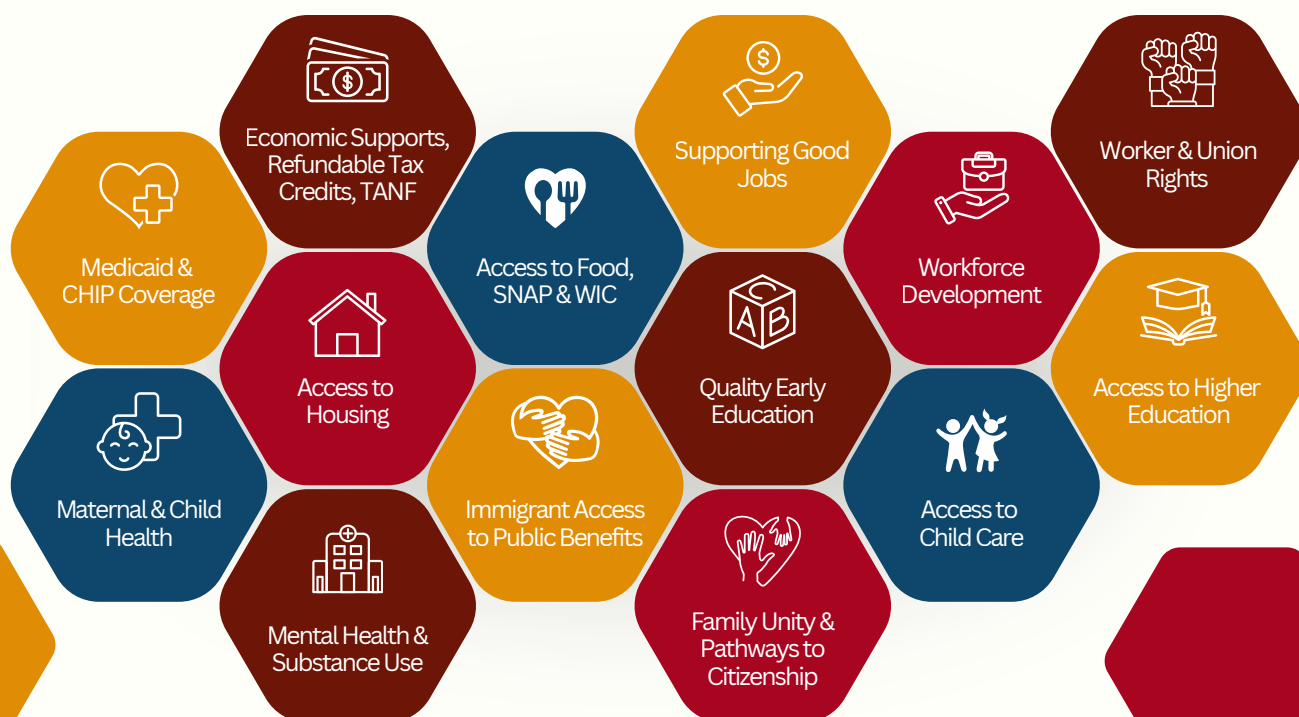 Economic Supports,
Refundable Tax
Credits, TANF
Supporting Good
Jobs
Worker & Union
Rights
Medicaid &
CHIP Coverage
Access to Food,
SNAP & WIC
Workforce
Development
Access to
Housing
Quality Early
Education
Access to Higher
Education
Maternal & Child
Health
Immigrant Access
to Public Benefits
Access to
Child Care
Mental Health &
Substance Use
Family Unity &
Pathways to
Citizenship
$
$
A
B
C